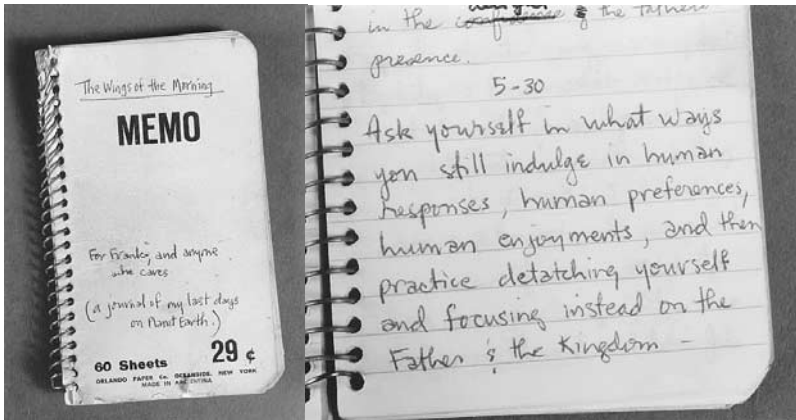 The Wings of the Morning
MEMO
For Franke, and anyone
who cares
(a journal of my last days
on Planet Earth.)
60 Sheets
29 ¢
ORLANDO PAPER Co. OCEANSIDE, NEW YORK
MADE IN ARGENTINA
in the & the fathers
presence.
5-30
Ask yourself in what ways
you still indulge in human
responses, human preferences,
human enjoyments, and then
practice detatching yourself
and focusing instead on the
Father & the Kingdom -